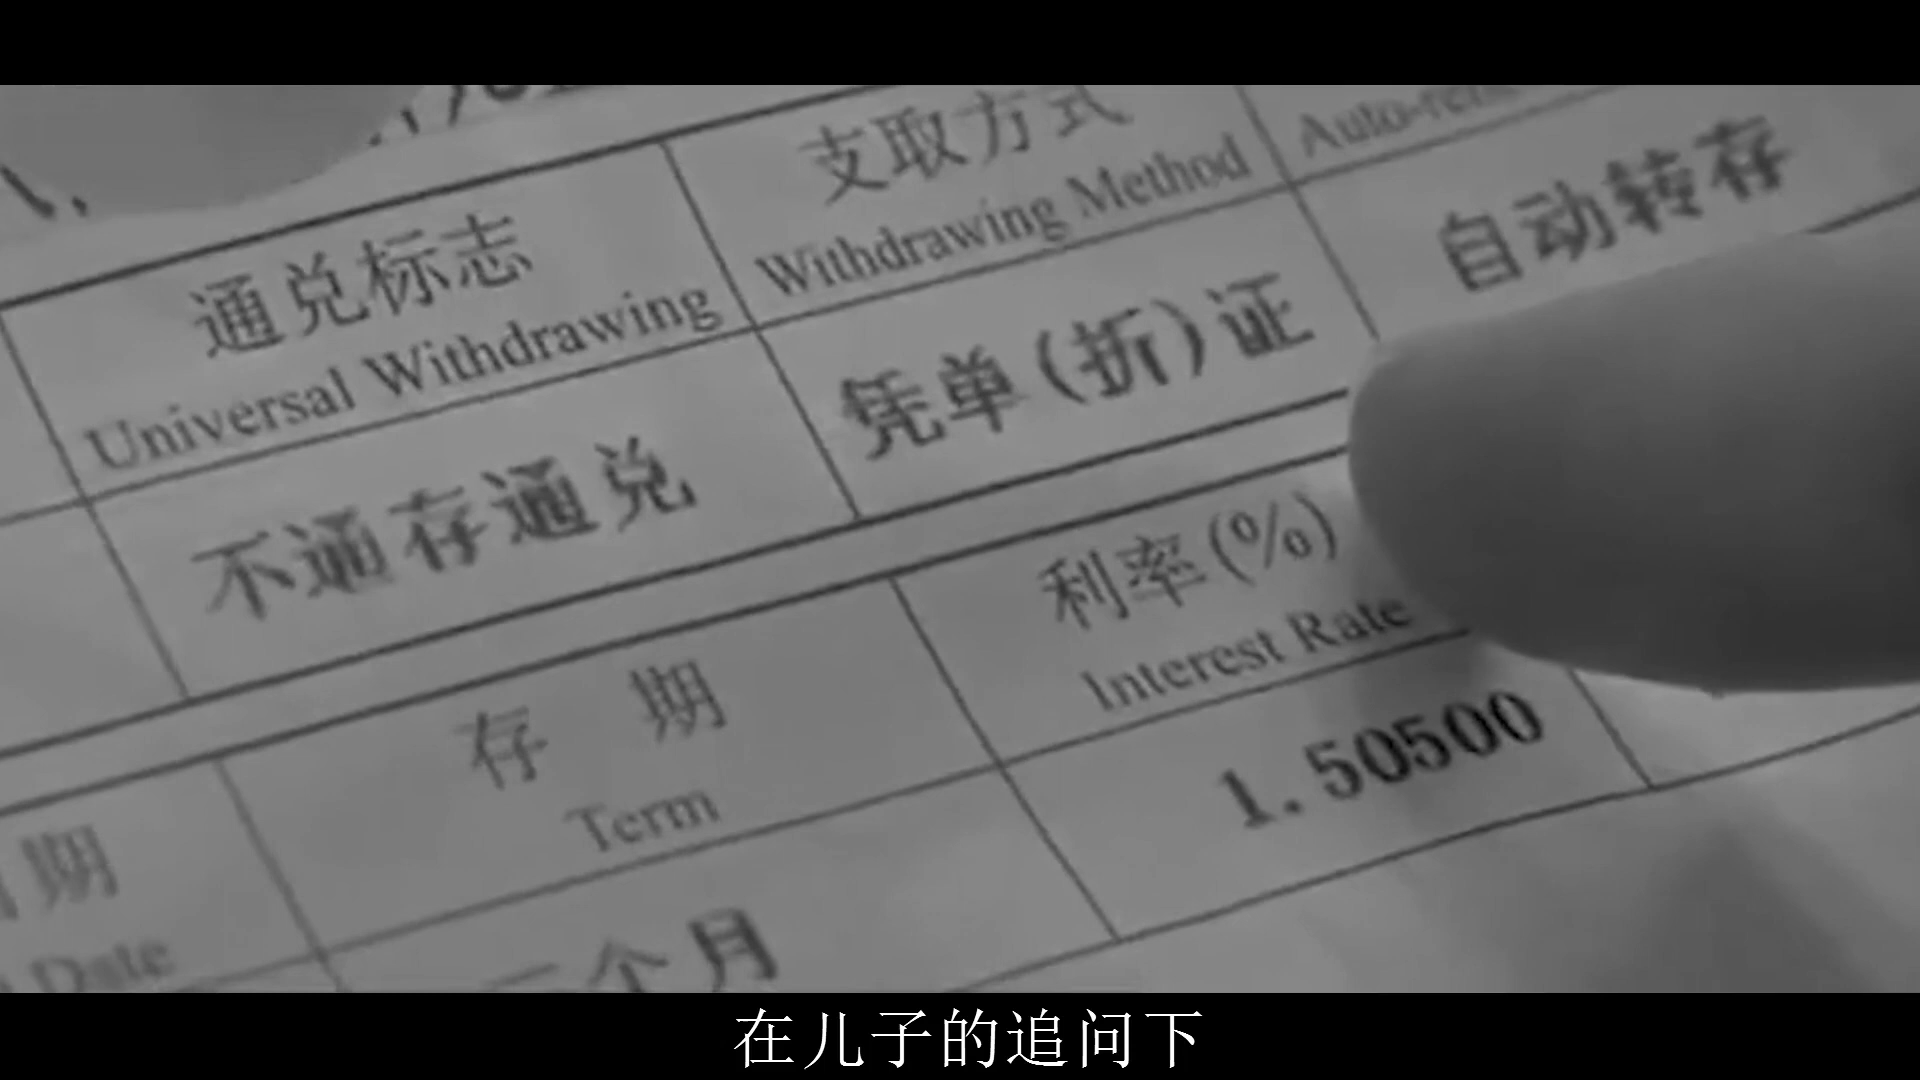 支取方式
Withdrawing Method
自动转存
通兑标志
Universal Withdrawing
凭单(折)证
不通存通兑
利率(%)
Interest Rate
1.50500
存 期
Term
期
Date
个月
在儿子的追问下